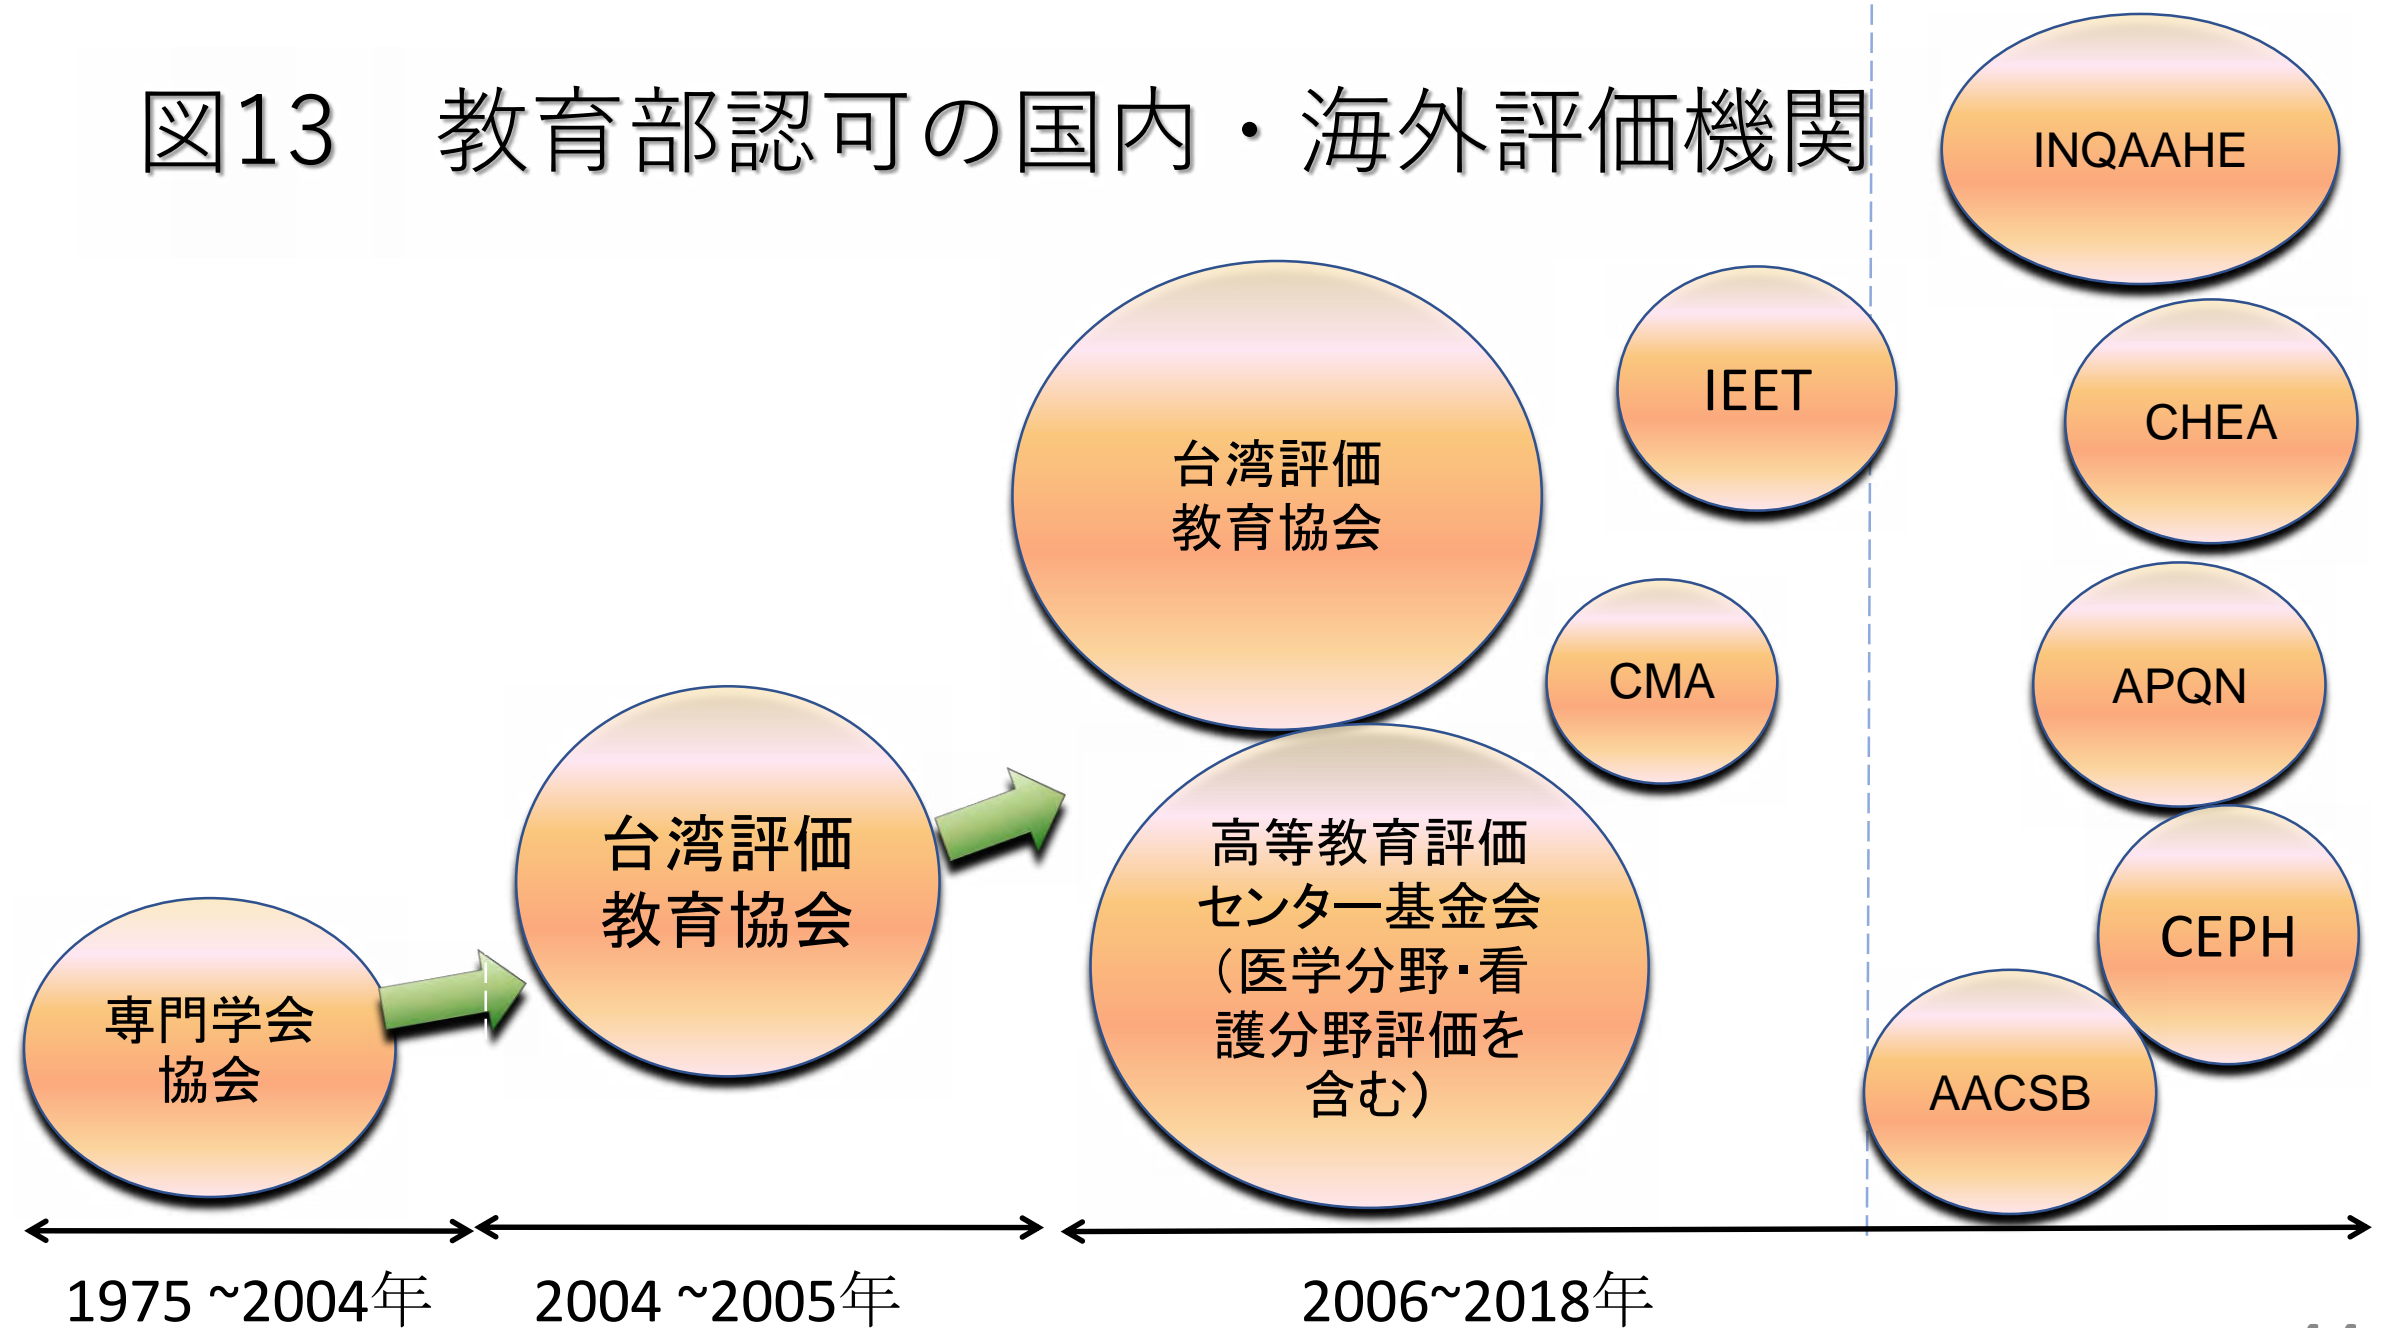 図13　教育部認可の国内・海外評価機関
INQAAHE
CHEA
APQN
CEPH
AACSB
IEET
CMA
台湾評価
教育協会
高等教育評価
センター基金会
（医学分野・看
護分野評価を
含む）
台湾評価
教育協会
専門学会
協会
1975 ~2004年
2004 ~2005年
2006~2018年